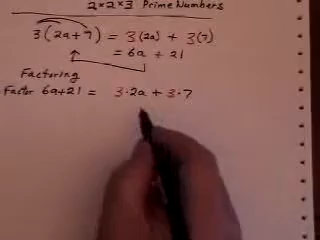 2×2×3 Prime Numbers
3(2a+7) = 3(2a) + 3(7)
= 6a + 21
Factoring
Factor 6a+21 = 3·2a + 3·7